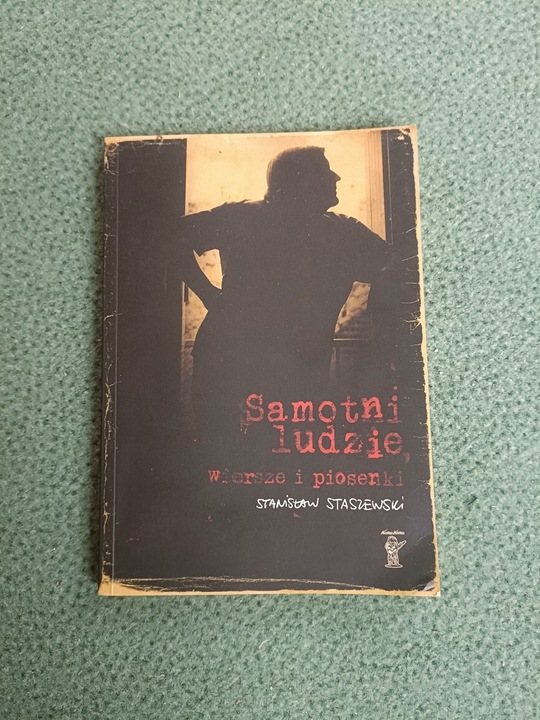 Samotni
ludzie,
wiersze i piosenki
STANISŁAW STASZEWSKI